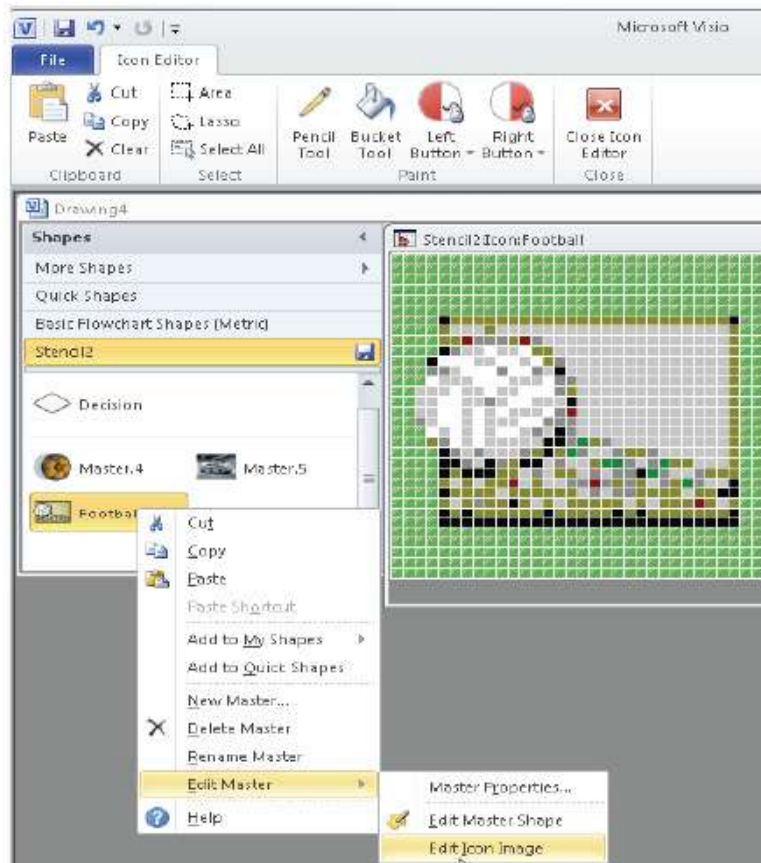 Microsoft Visio
File
Icon Editor
Paste
Cut
Copy
Clear
Clipboard
Area
Lasso
Select All
Select
Pencil Tool
Bucket Tool
Left Button
Right Button
Paint
Close Icon Editor
Close
Drawing4
Shapes
More Shapes
Quick Shapes
Basic Flowchart Shapes (Metric)
Stencil2
Decision
Master.4
Master.5
Footbal
Stencil2:Icon:Football
Cut
Copy
Paste
Paste Shortcut
Add to My Shapes
Add to Quick Shapes
New Master...
Delete Master
Rename Master
Edit Master
Help
Master Properties...
Edit Master Shape
Edit Icon Image